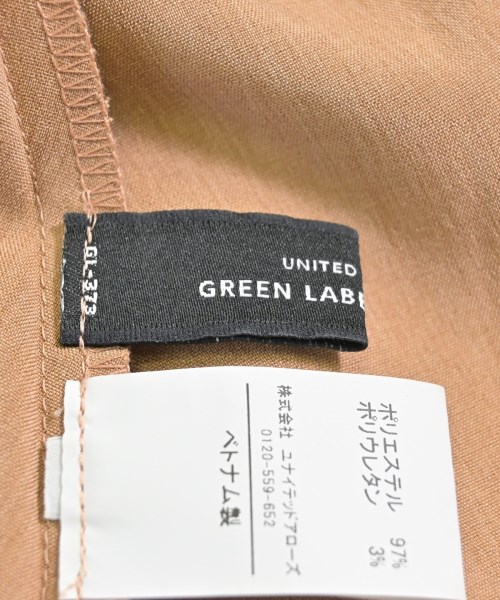 GL-373
UNITED
GREEN LABE
ポリエステル 97%
ポリウレタン 3%
株式会社 ユナイテッドアローズ
0120-559-652
ベトナム製